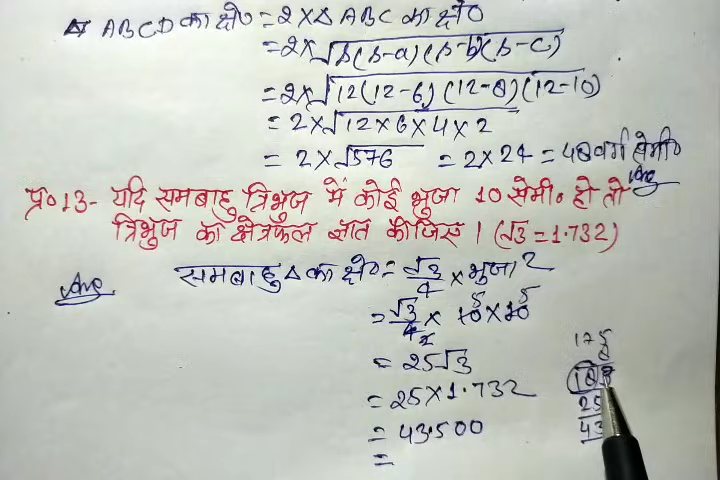 ABCD का क्षे० = 2 × △ ABC का क्षे०
= 2×√s(s-a)(s-b)(s-c)
= 2×√12(12-6)(12-8)(12-10)
= 2×√12×6×4×2
= 2×√576 = 2×24 = 48 वर्ग सेमी०
Ans
प्र० 13- यदि समबाहु त्रिभुज में कोई भुजा 10 सेमी० हो तो
त्रिभुज का क्षेत्रफल ज्ञात कीजिए। (√3 = 1.732)
Ans समबाहु △ का क्षे० = √3/4 × भुजा²
= √3/4 × 10 × 10
= 25√3
= 25×1.732
= 43.500
=